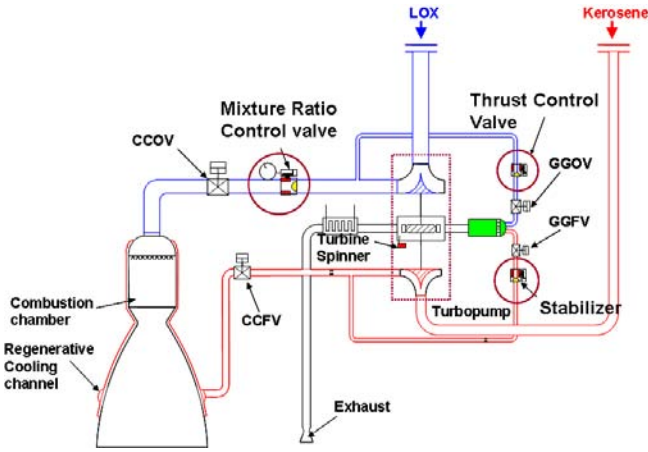 LOX
Kerosene
Mixture Ratio
Control valve
Thrust Control
Valve
CCOV
GGOV
GGFV
Turbine
Spinner
Combustion
chamber
CCFV
Turbopump
Stabilizer
Regenerative
Cooling
channel
Exhaust